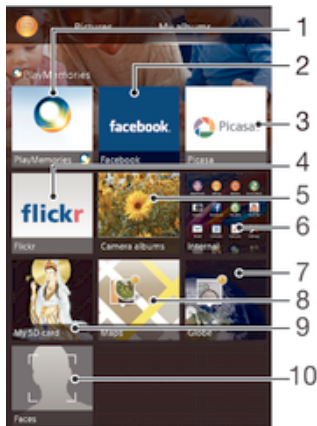 Pictures My albums
PlayMemories
facebook. Picasa
PlayMemories Facebook Picasa
flickr
Flickr Camera albums Internal
My SD card Maps Globe
Faces
1
2
3
4
5
6
7
8
9
10